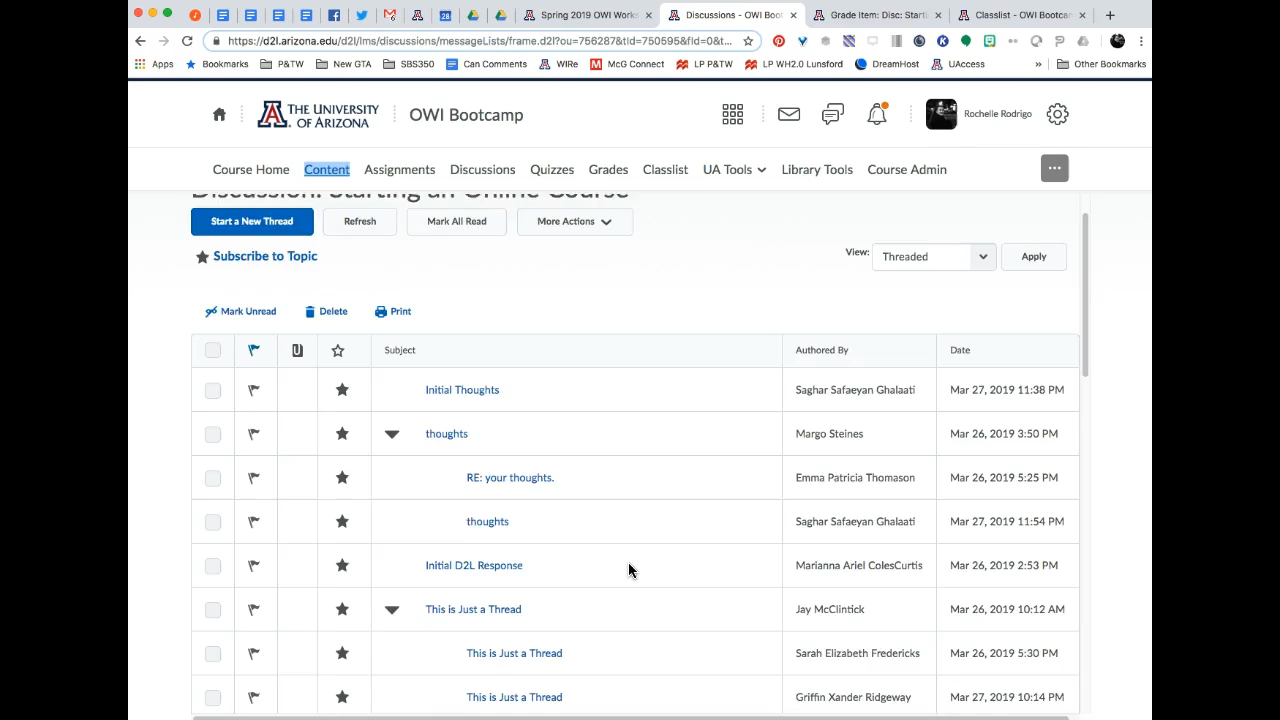 Spring 2019 OWI Works
Discussions - OWI Boot
Grade Item: Disc: Starti
Classlist - OWI Bootcam
https://d2l.arizona.edu/d2l/lms/discussions/messageLists/frame.d2l?ou=756287&tId=750595&fId=0&t...
Apps
Bookmarks
P&TW
New GTA
SBS350
Can Comments
WIRe
McG Connect
LP P&TW
LP WH2.0 Lunsford
DreamHost
UAccess
»
Other Bookmarks
THE UNIVERSITY OF ARIZONA
OWI Bootcamp
Rochelle Rodrigo
Course Home
Content
Assignments
Discussions
Quizzes
Grades
Classlist
UA Tools
Library Tools
Course Admin
Discussion: Starting an Online Course
Start a New Thread
Refresh
Mark All Read
More Actions
Subscribe to Topic
View:
Threaded
Apply
Mark Unread
Delete
Print
Subject Authored By Date
Initial Thoughts Saghar Safaeyan Ghalaati Mar 27, 2019 11:38 PM
thoughts Margo Steines Mar 26, 2019 3:50 PM
RE: your thoughts. Emma Patricia Thomason Mar 26, 2019 5:25 PM
thoughts Saghar Safaeyan Ghalaati Mar 27, 2019 11:54 PM
Initial D2L Response Marianna Ariel ColesCurtis Mar 26, 2019 2:53 PM
This is Just a Thread Jay McClintick Mar 26, 2019 10:12 AM
This is Just a Thread Sarah Elizabeth Fredericks Mar 26, 2019 5:30 PM
This is Just a Thread Griffin Xander Ridgeway Mar 27, 2019 10:14 PM